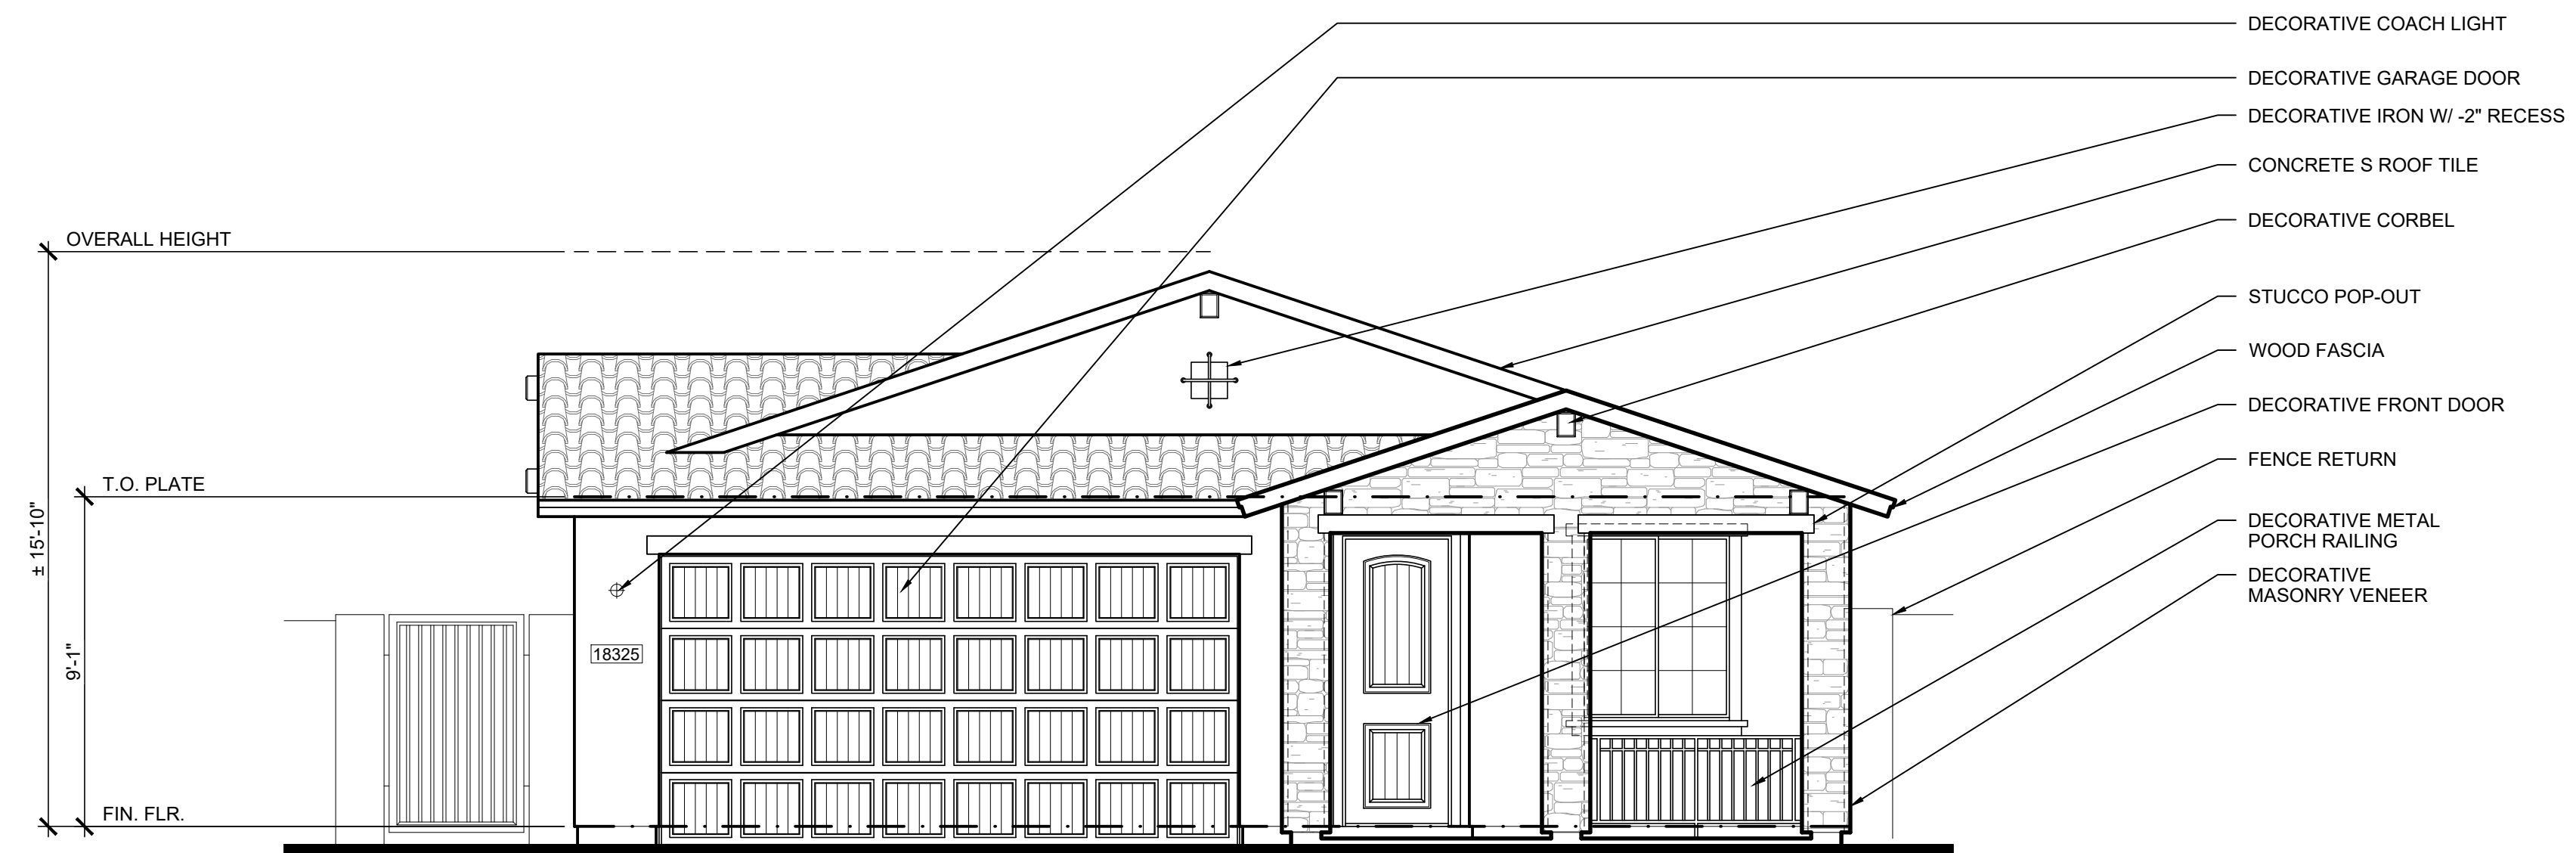 DECORATIVE COACH LIGHT
DECORATIVE GARAGE DOOR
DECORATIVE IRON W/ -2" RECESS
CONCRETE S ROOF TILE
DECORATIVE CORBEL
STUCCO POP-OUT
WOOD FASCIA
DECORATIVE FRONT DOOR
FENCE RETURN
DECORATIVE METAL
PORCH RAILING
DECORATIVE
MASONRY VENEER
OVERALL HEIGHT
T.O. PLATE
± 15'-10"
9'-1"
18325
FIN. FLR.